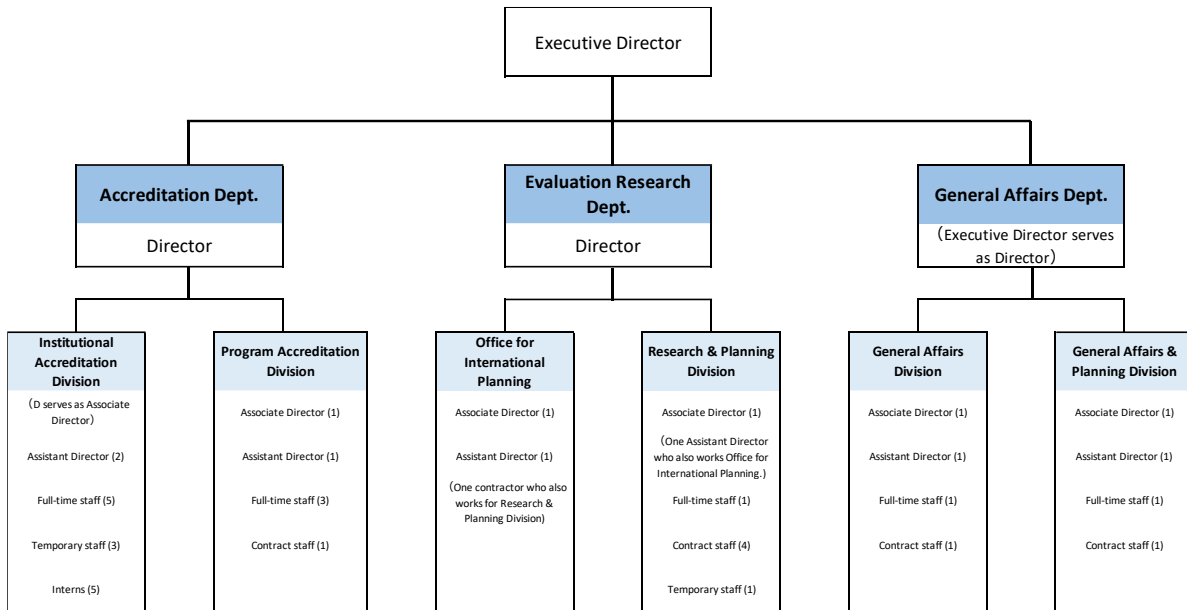 Executive Director
Accreditation Dept.
Director
Evaluation Research
Dept.
Director
General Affairs Dept.
（Executive Director serves
as Director）
Institutional
Accreditation
Division
（D serves as Associate
Director）
Assistant Director (2)
Full-time staff (5)
Temporary staff (3)
Interns (5)
Program Accreditation
Division
Associate Director (1)
Assistant Director (1)
Full-time staff (3)
Contract staff (1)
Office for
International
Planning
Associate Director (1)
Assistant Director (1)
（One contractor who also
works for Research &
Planning Division)
Research & Planning
Division
Associate Director (1)
（One Assistant Director
who also works Office for
International Planning.）
Full-time staff (1)
Contract staff (4)
Temporary staff (1)
General Affairs
Division
Associate Director (1)
Assistant Director (1)
Full-time staff (1)
Contract staff (1)
General Affairs &
Planning Division
Associate Director (1)
Assistant Director (1)
Full-time staff (1)
Contract staff (1)